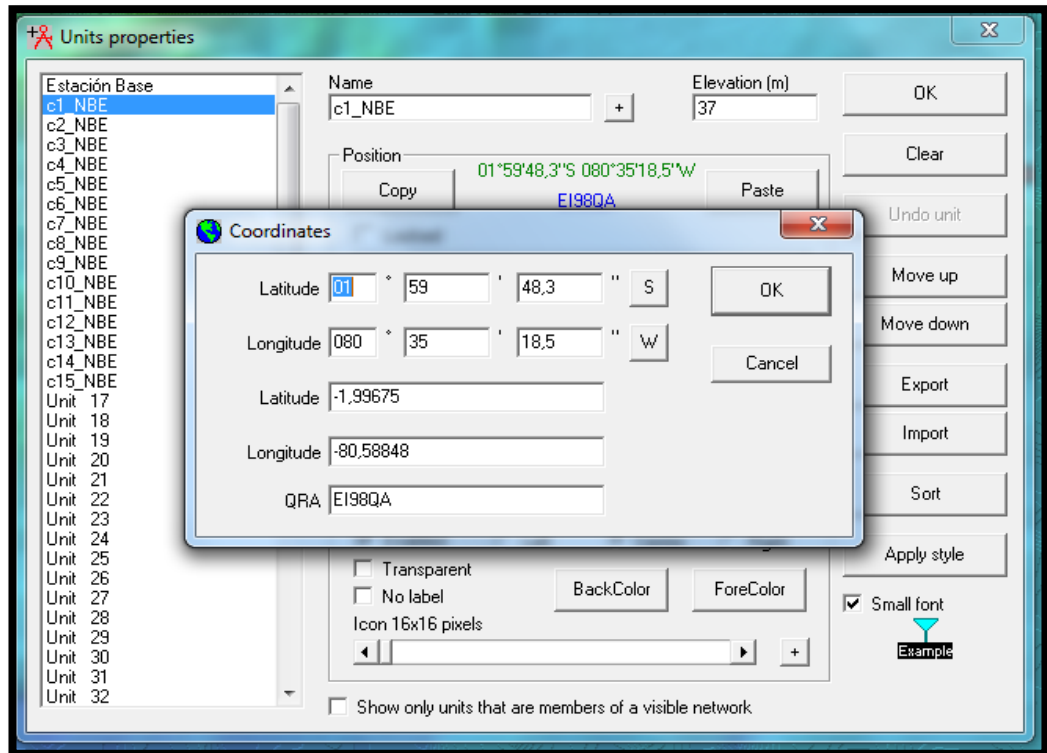 Units properties
Estación Base
c1_NBE
c2_NBE
c3_NBE
c4_NBE
c5_NBE
c6_NBE
c7_NBE
c8_NBE
c9_NBE
c10_NBE
c11_NBE
c12_NBE
c13_NBE
c14_NBE
c15_NBE
Unit 17
Unit 18
Unit 19
Unit 20
Unit 21
Unit 22
Unit 23
Unit 24
Unit 25
Unit 26
Unit 27
Unit 28
Unit 29
Unit 30
Unit 31
Unit 32
Name
c1_NBE
+
Elevation (m)
37
Position
01°59'48,3"S 080°35'18,5"W
Copy
EI98QA
Paste
Coordinates
Latitude 01 ° 59 ' 48,3 " S
Longitude 080 ° 35 ' 18,5 " W
Latitude -1,99675
Longitude -80,58848
QRA EI98QA
OK
Cancel
Transparent
No label
BackColor
ForeColor
Icon 16x16 pixels
+
Show only units that are members of a visible network
OK
Clear
Undo unit
Move up
Move down
Export
Import
Sort
Apply style
Small font
Example